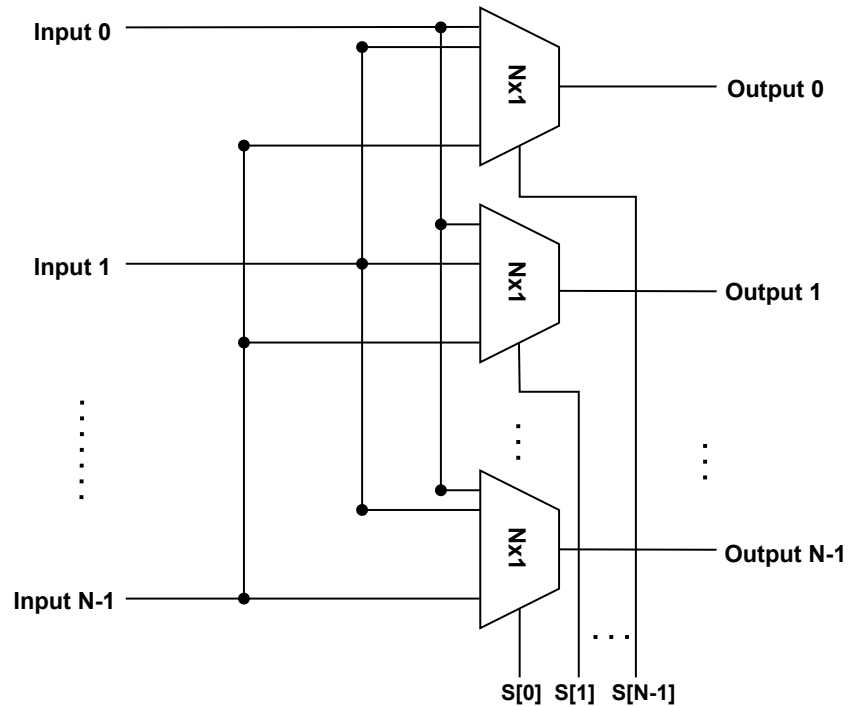 Input 0
Nx1
Output 0
Input 1
Nx1
Output 1
Nx1
Output N-1
Input N-1
S[0] S[1] S[N-1]